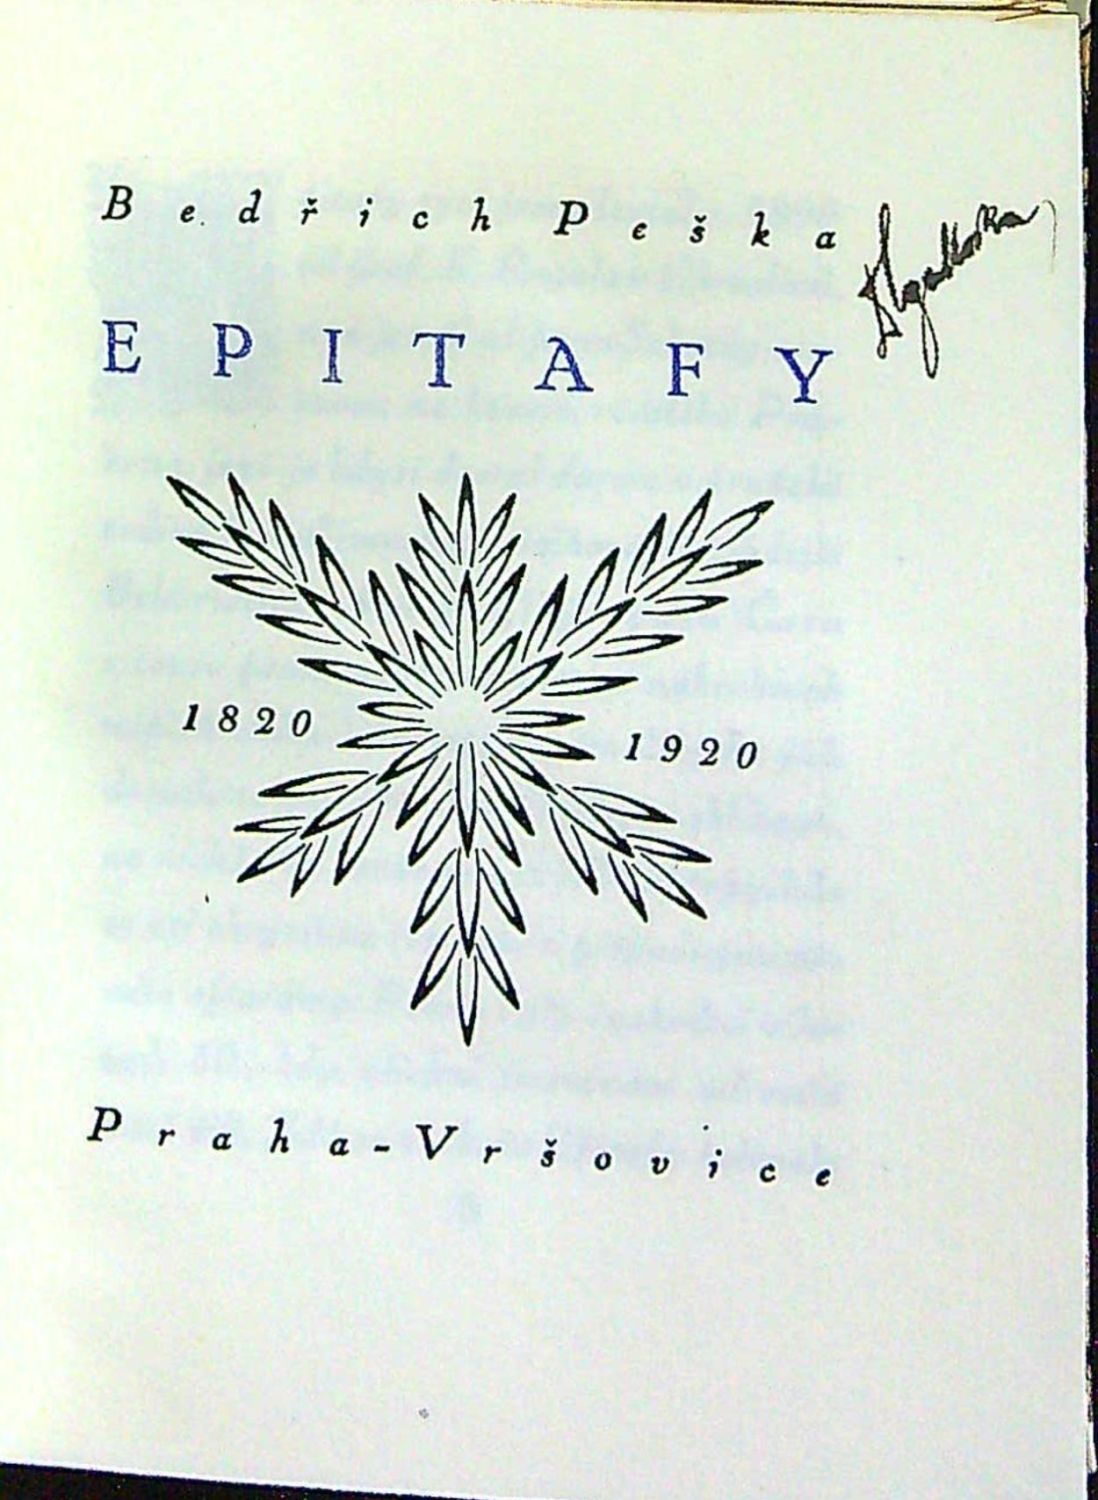 Bedřich Peška
EPITAFY
1820 1920
Praha-Vršovice